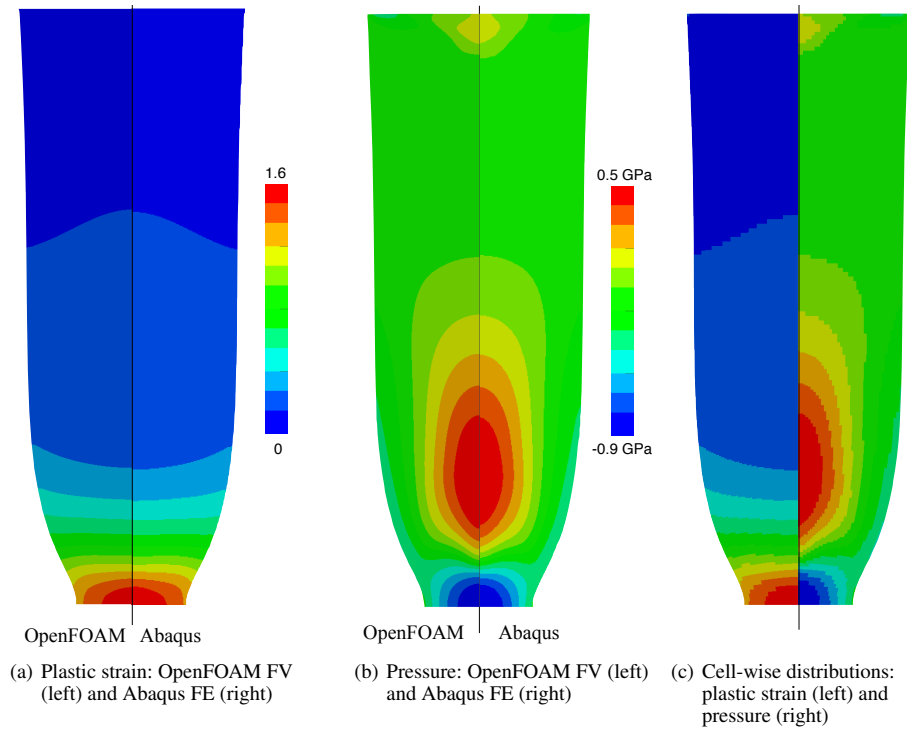 1.6
0
0.5 GPa
-0.9 GPa
OpenFOAM Abaqus
OpenFOAM Abaqus
(a) Plastic strain: OpenFOAM FV
(left) and Abaqus FE (right)
(b) Pressure: OpenFOAM FV (left)
and Abaqus FE (right)
(c) Cell-wise distributions:
plastic strain (left) and
pressure (right)